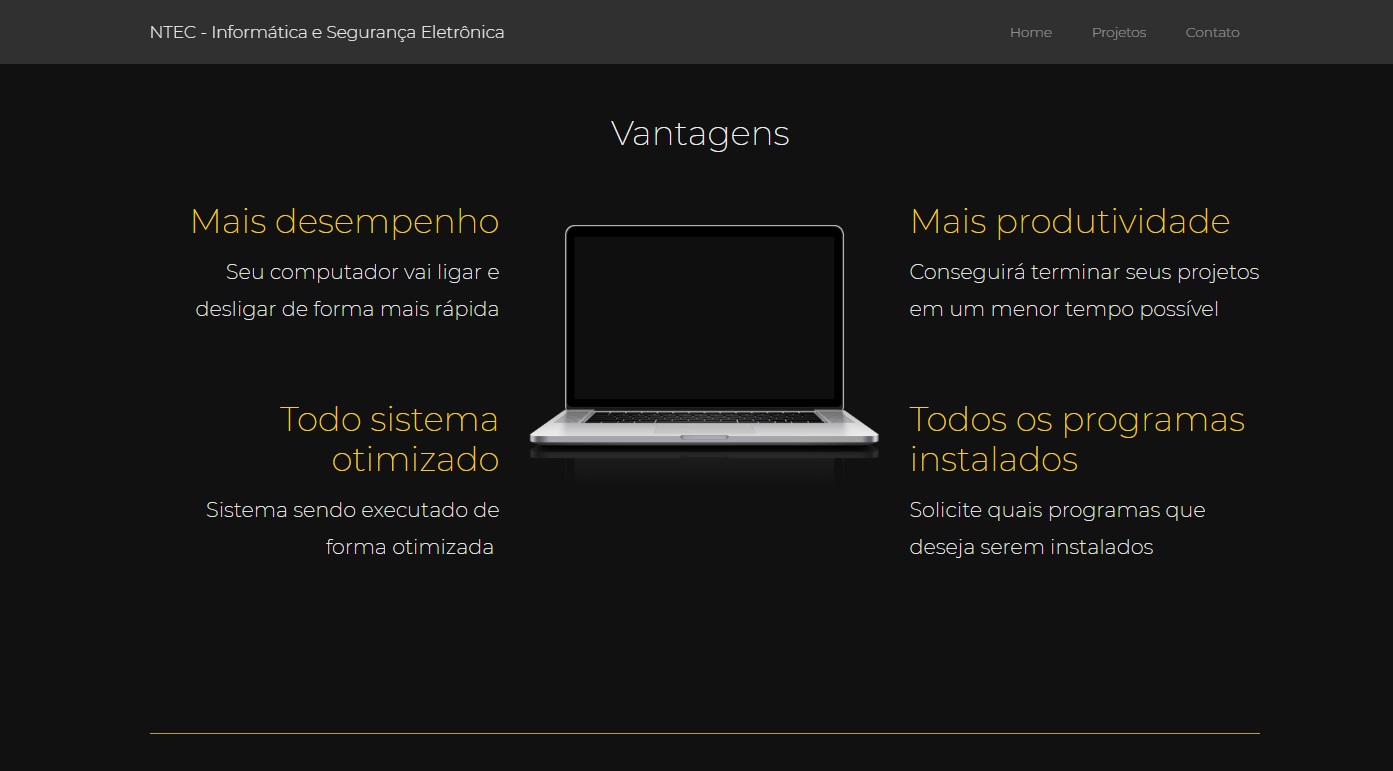 NTEC - Informática e Segurança Eletrônica
Home
Projetos
Contato
Vantagens
Mais desempenho
Seu computador vai ligar e
desligar de forma mais rápida
Todo sistema
otimizado
Sistema sendo executado de
forma otimizada
Mais produtividade
Conseguirá terminar seus projetos
em um menor tempo possível
Todos os programas
instalados
Solicite quais programas que
deseja serem instalados